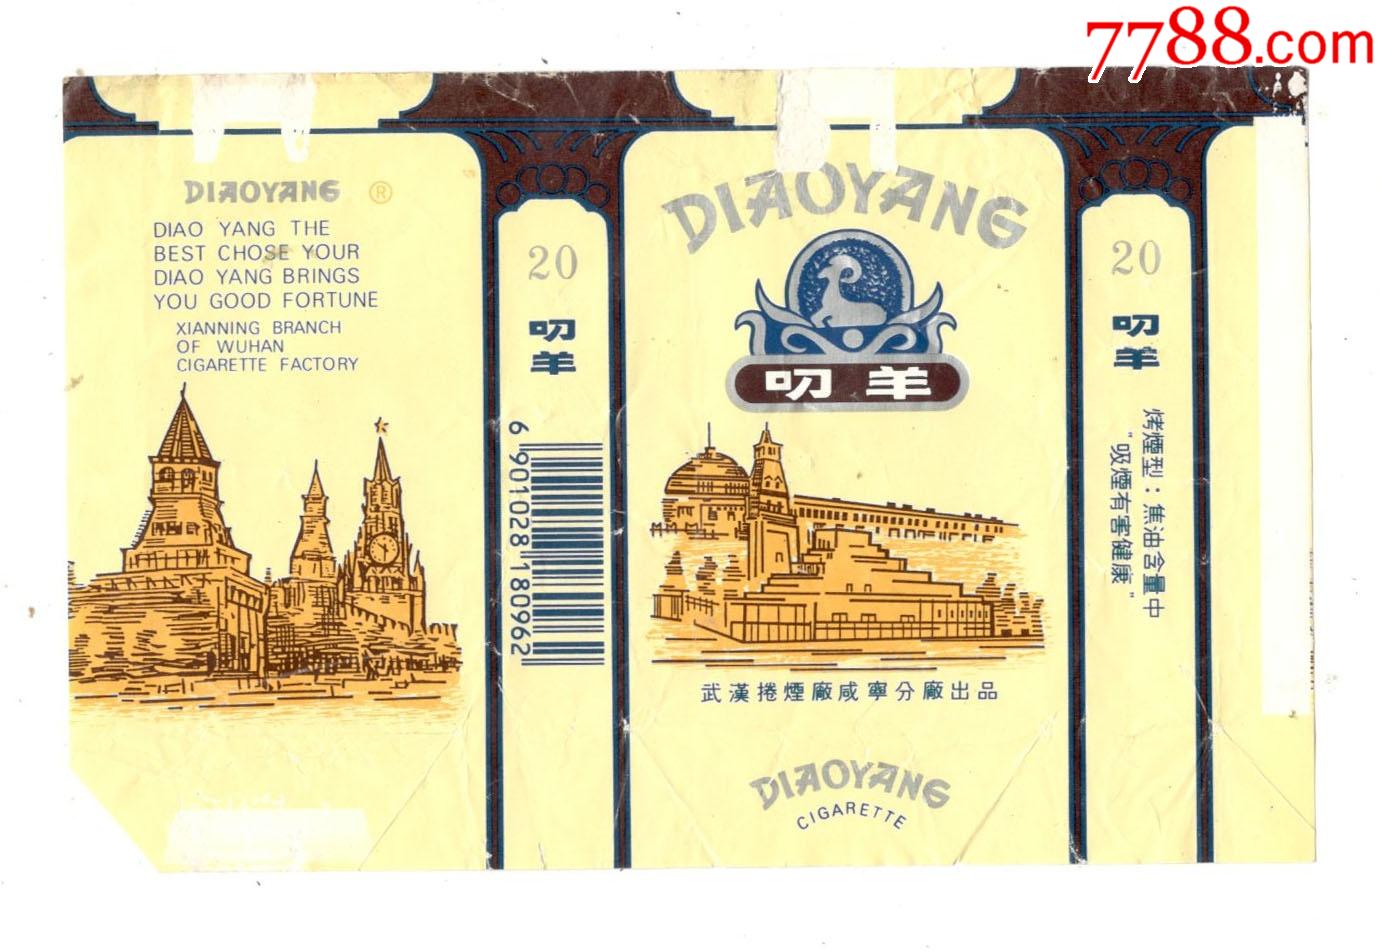 7788.com
DIAOYANG ®
DIAO YANG THE
BEST CHOSE YOUR
DIAO YANG BRINGS
YOU GOOD FORTUNE
XIANNING BRANCH
OF WUHAN
CIGARETTE FACTORY
20
叼羊
6 901028 180962
DIAOYANG
叼羊
武漢捲煙廠咸寧分廠出品
DIAOYANG
CIGARETTE
20
叼羊
烤煙型：焦油含量中
"吸煙有害健康"